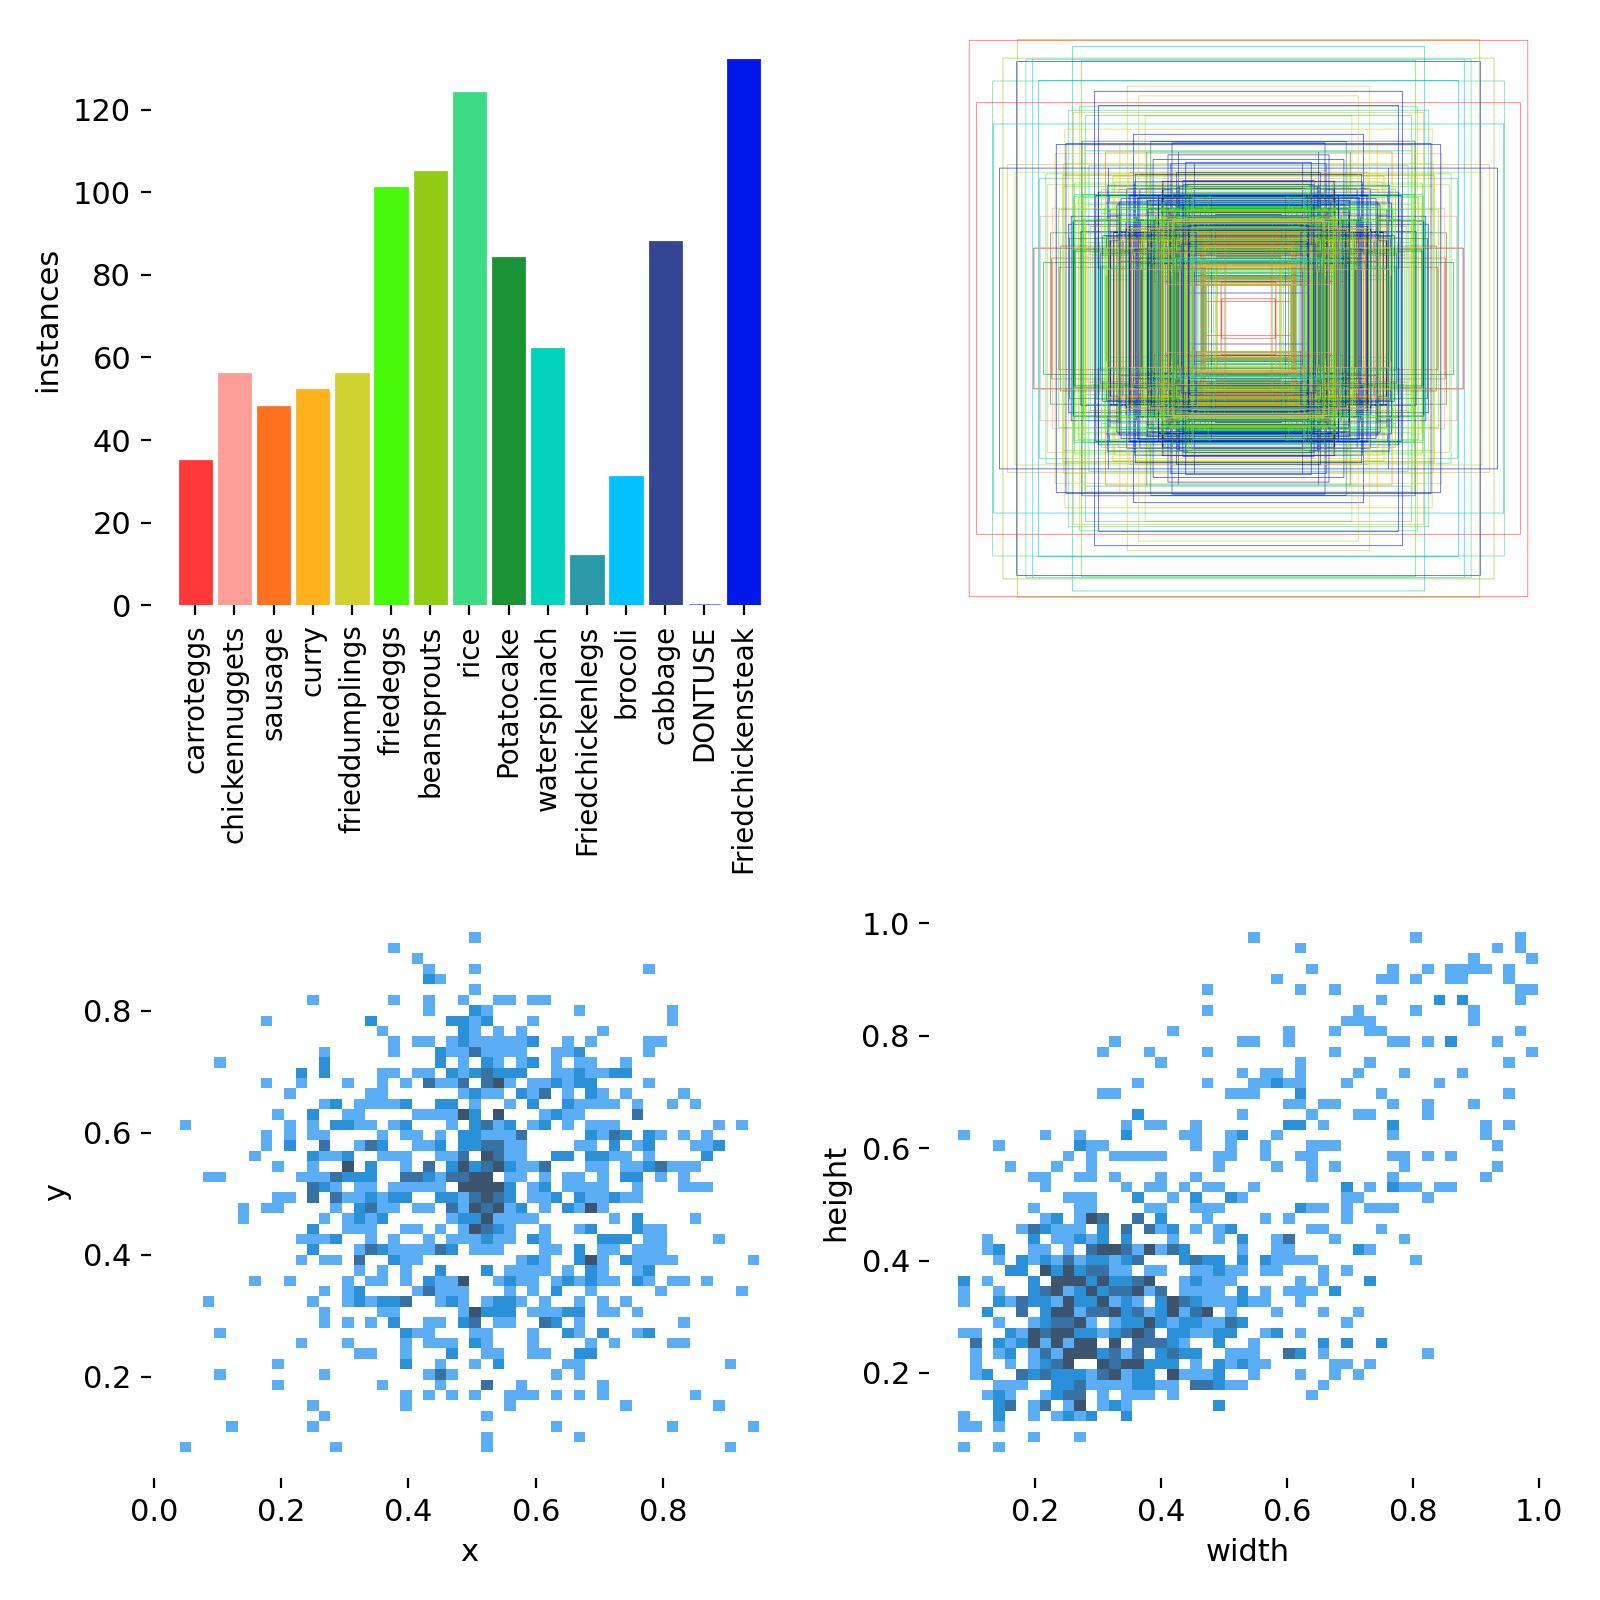 instances
120
100
80
60
40
20
0
carroteggs
chickennuggets
sausage
curry
frieddumplings
friedeggs
beansprouts
rice
Potatocake
waterspinach
Friedchickenlegs
brocoli
cabbage
DONTUSE
Friedchickensteak
y
0.8
0.6
0.4
0.2
0.0 0.2 0.4 0.6 0.8
x
height
1.0
0.8
0.6
0.4
0.2
0.2 0.4 0.6 0.8 1.0
width